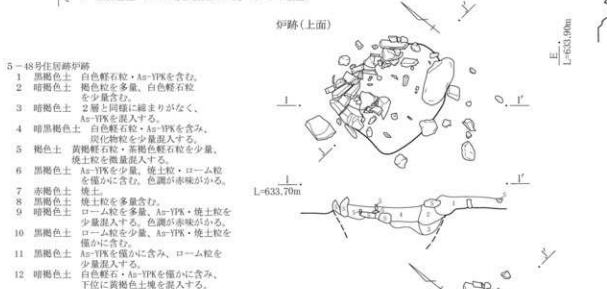 炉跡(上面)
E
L=633.90m
5-48号住居跡炉跡
1 黒褐色土 白色軽石粒・As-YPKを含む。
2 暗褐色土 褐色粒を多量、白色軽石粒
を少量含む。
3 暗褐色土 2層と同様に締まりがなく、
As-YPKを混入する。
4 暗黒褐色土 白色軽石粒・As-YPKを含み、
炭化物粒を少量混入する。
5 褐色土 黄褐軽石粒・茶褐軽石粒を少量、
焼土粒を微量混入する。
6 黒褐色土 As-YPKを少量、焼土粒・ローム粒
を僅かに含む。色調が赤味がかる。
7 赤褐色土 焼土。
8 黒褐色土 焼土粒を多量含む。
9 暗褐色土 ローム粒を多量、As-YPK・焼土粒を
少量混入する。色調が赤味がかる。
10 黒褐色土 ローム粒を少量、As-YPK・焼土粒を
僅かに含む。
11 黒褐色土 As-YPKを僅かに含み、ローム粒を
少量混入する。
12 暗褐色土 白色軽石・As-YPKを僅かに含み、
下位に黄褐色土塊を混入する。
I I'
L=633.70m
I I'
5 4 2 3 1